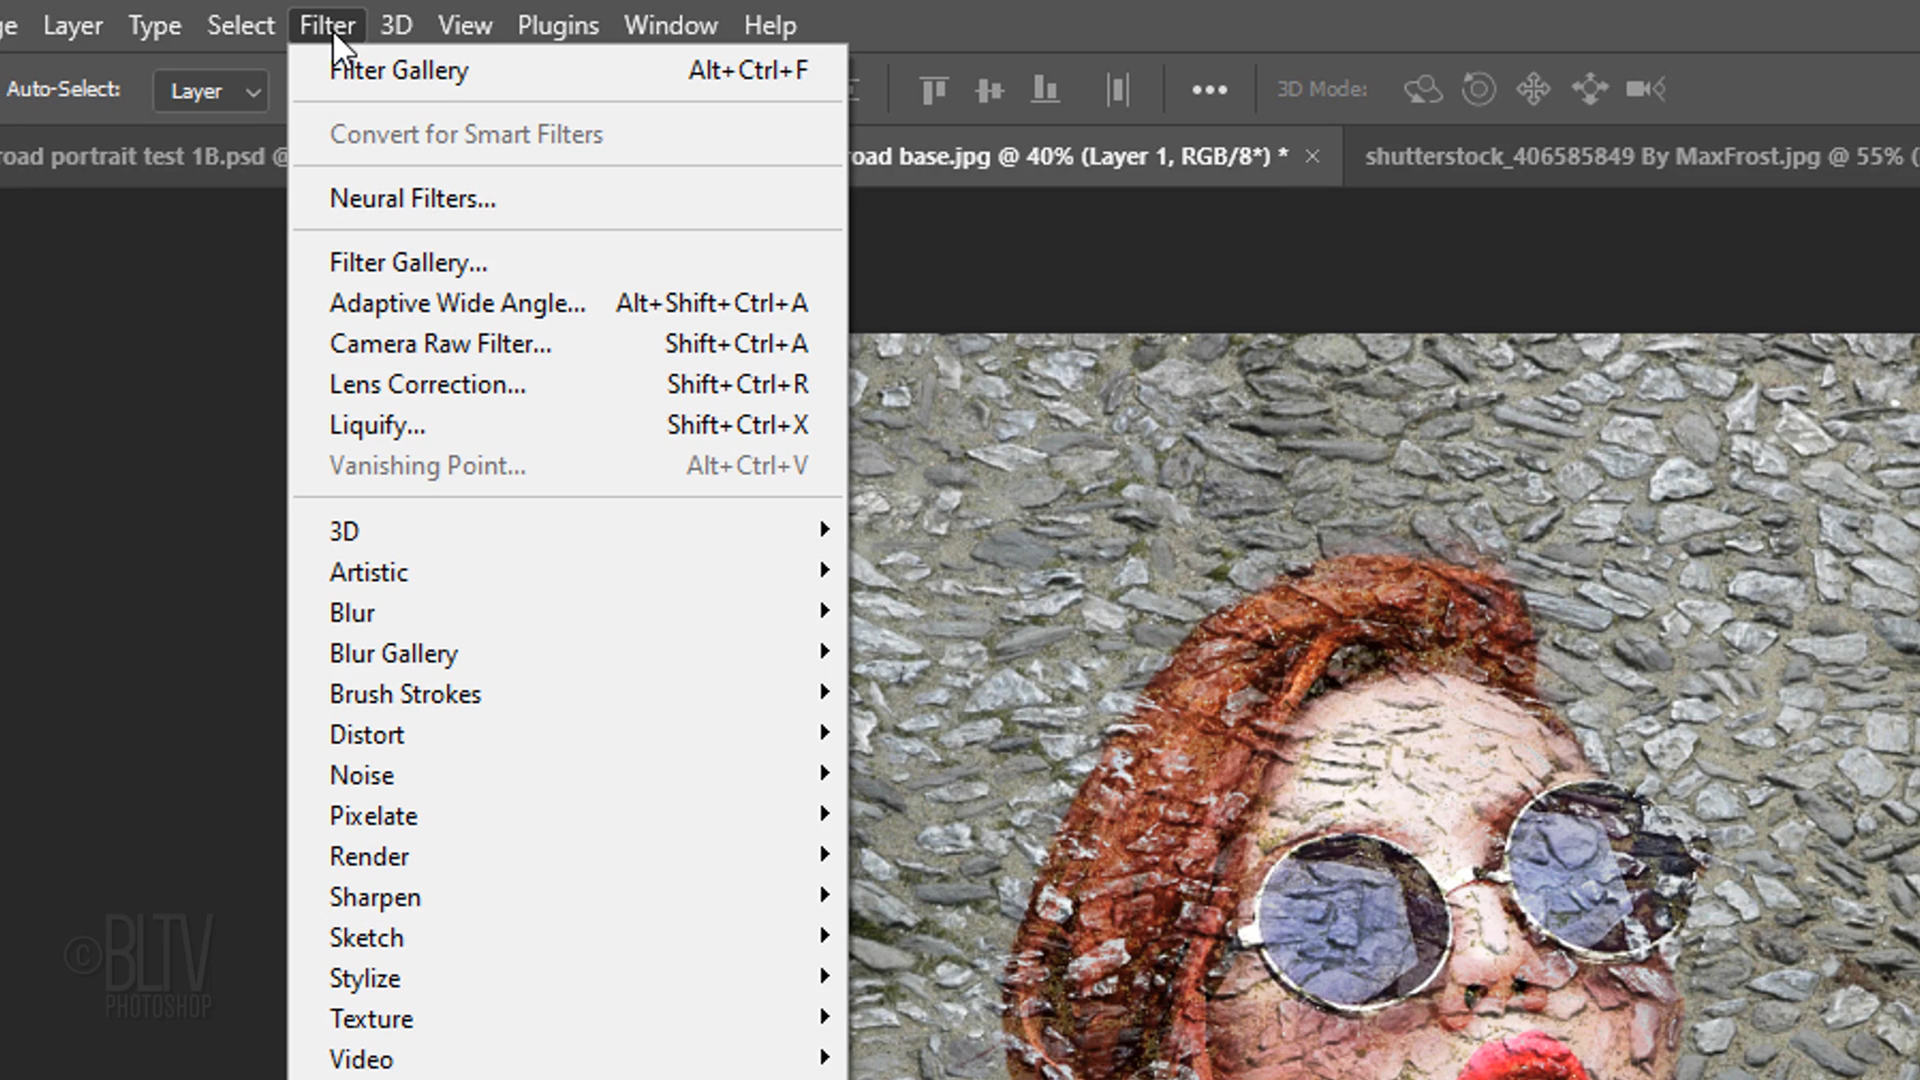 ge Layer Type Select Filter 3D View Plugins Window Help
Auto-Select: Layer 3D Mode:
road portrait test 1B.psd @ road base.jpg @ 40% (Layer 1, RGB/8*) * × shutterstock_406585849 By MaxFrost.jpg @ 55% (
Filter Gallery Alt+Ctrl+F
Convert for Smart Filters
Neural Filters...
Filter Gallery...
Adaptive Wide Angle... Alt+Shift+Ctrl+A
Camera Raw Filter... Shift+Ctrl+A
Lens Correction... Shift+Ctrl+R
Liquify... Shift+Ctrl+X
Vanishing Point... Alt+Ctrl+V
3D
Artistic
Blur
Blur Gallery
Brush Strokes
Distort
Noise
Pixelate
Render
Sharpen
Sketch
Stylize
Texture
Video
© BLTV
PHOTOSHOP